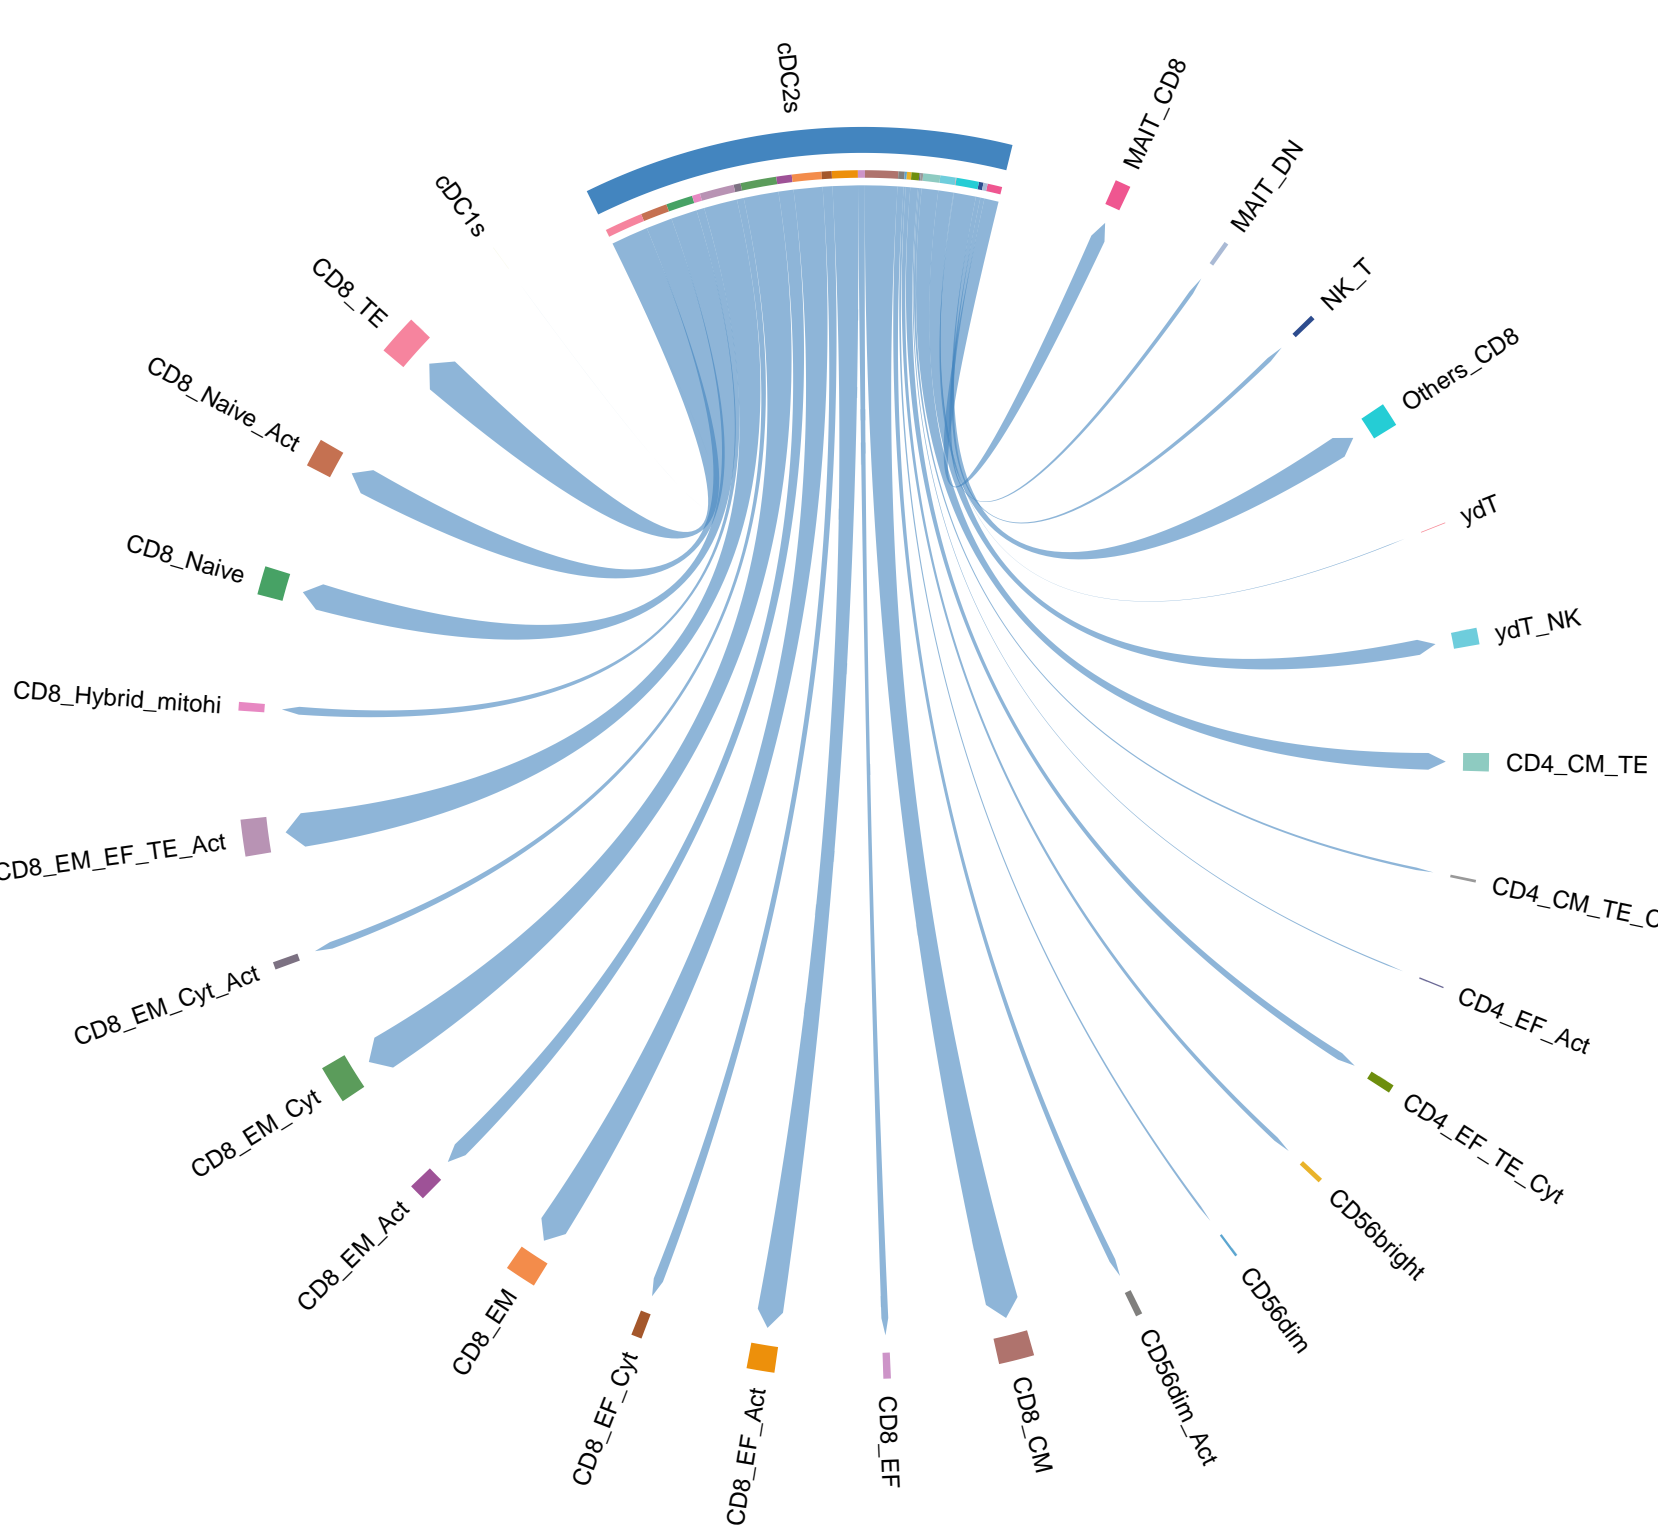 cDC2s
MAIT_CD8
MAIT_DN
NK_T
Others_CD8
ydT
ydT_NK
CD4_CM_TE
CD4_CM_TE_C
CD4_EF_Act
CD4_EF_TE_Cyt
CD56bright
CD56dim
CD56dim_Act
CD8_CM
CD8_EF
CD8_EF_Act
CD8_EF_Cyt
CD8_EM
CD8_EM_Act
CD8_EM_Cyt
CD8_EM_Cyt_Act
CD8_EM_EF_TE_Act
CD8_Hybrid_mitohi
CD8_Naive
CD8_Naive_Act
CD8_TE
cDC1s